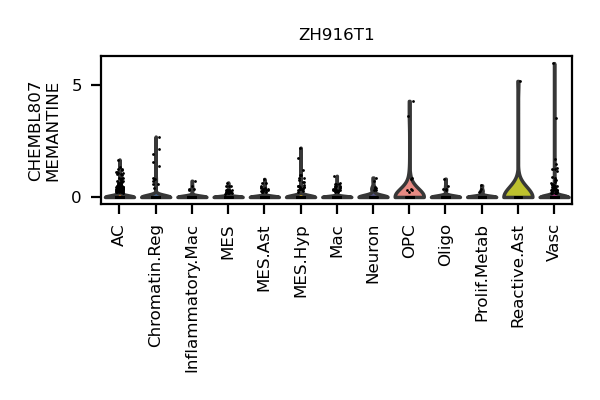 ZH916T1
CHEMBL807
MEMANTINE
5
0
AC
Chromatin.Reg
Inflammatory.Mac
MES
MES.Ast
MES.Hyp
Mac
Neuron
OPC
Oligo
Prolif.Metab
Reactive.Ast
Vasc